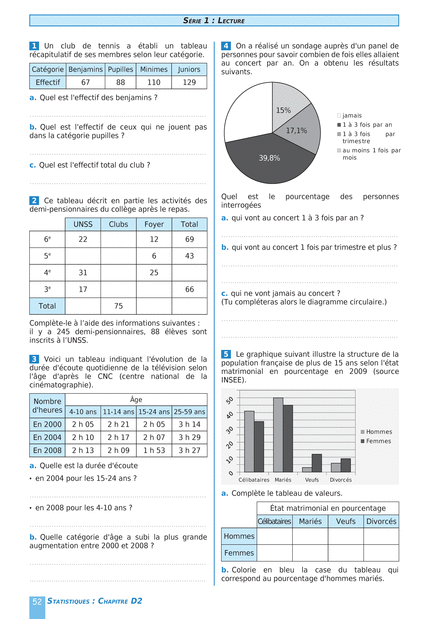 SÉRIE 1 : LECTURE
1 Un club de tennis a établi un tableau
récapitulatif de ses membres selon leur catégorie.
Catégorie Benjamins Pupilles Minimes Juniors
Effectif 67 88 110 129
a. Quel est l'effectif des benjamins ?
b. Quel est l'effectif de ceux qui ne jouent pas
dans la catégorie pupilles ?
c. Quel est l'effectif total du club ?
2 Ce tableau décrit en partie les activités des
demi-pensionnaires du collège après le repas.
UNSS Clubs Foyer Total
6e 22 12 69
5e 6 43
4e 31 25
3e 17 66
Total 75
Complète-le à l'aide des informations suivantes :
il y a 245 demi-pensionnaires, 88 élèves sont
inscrits à l'UNSS.
3 Voici un tableau indiquant l'évolution de la
durée d'écoute quotidienne de la télévision selon
l'âge d'après le CNC (centre national de la
cinématographie).
Nombre d'heures Âge
4-10 ans 11-14 ans 15-24 ans 25-59 ans
En 2000 2 h 05 2 h 21 2 h 05 3 h 14
En 2004 2 h 10 2 h 17 2 h 07 3 h 29
En 2008 2 h 13 2 h 09 1 h 53 3 h 27
a. Quelle est la durée d'écoute
• en 2004 pour les 15-24 ans ?
• en 2008 pour les 4-10 ans ?
b. Quelle catégorie d'âge a subi la plus grande
augmentation entre 2000 et 2008 ?
4 On a réalisé un sondage auprès d'un panel de
personnes pour savoir combien de fois elles allaient
au concert par an. On a obtenu les résultats
suivants.
15%
17,1%
39,8%
jamais
1 à 3 fois par an
1 à 3 fois par
trimestre
au moins 1 fois par
mois
Quel est le pourcentage des personnes
interrogées
a. qui vont au concert 1 à 3 fois par an ?
b. qui vont au concert 1 fois par trimestre et plus ?
c. qui ne vont jamais au concert ?
(Tu compléteras alors le diagramme circulaire.)
5 Le graphique suivant illustre la structure de la
population française de plus de 15 ans selon l'état
matrimonial en pourcentage en 2009 (source
INSEE).
50
40
30
20
10
0
Célibataires Mariés Veufs Divorcés
Hommes
Femmes
a. Complète le tableau de valeurs.
État matrimonial en pourcentage
Célibataires Mariés Veufs Divorcés
Hommes
Femmes
b. Colorie en bleu la case du tableau qui
correspond au pourcentage d'hommes mariés.
52 STATISTIQUES : CHAPITRE D2